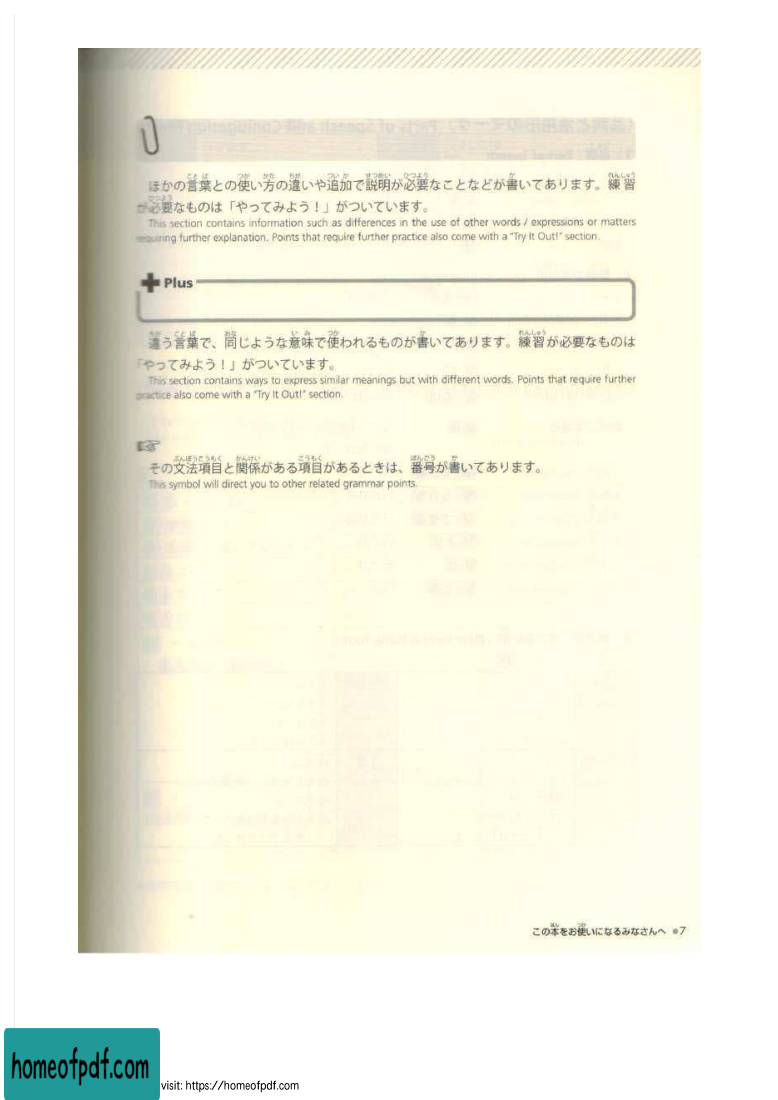 ほかの言葉との使い方の違いや追加で説明が必要なことなどが書いてあります。練習
が必要なものは「やってみよう！」がついています。
This section contains information such as differences in the use of other words / expressions or matters
requiring further explanation. Points that require further practice also come with a "Try It Out!" section.
Plus
違う言葉で、同じような意味で使われるものが書いてあります。練習が必要なものは
「やってみよう！」がついています。
This section contains ways to express similar meanings but with different words. Points that require further
practice also come with a "Try It Out!" section.
☞
その文法項目と関係がある項目があるときは、番号が書いてあります。
This symbol will direct you to other related grammar points.
この本をお使いになるみなさんへ ●7
homeofpdf.com
visit: https://homeofpdf.com